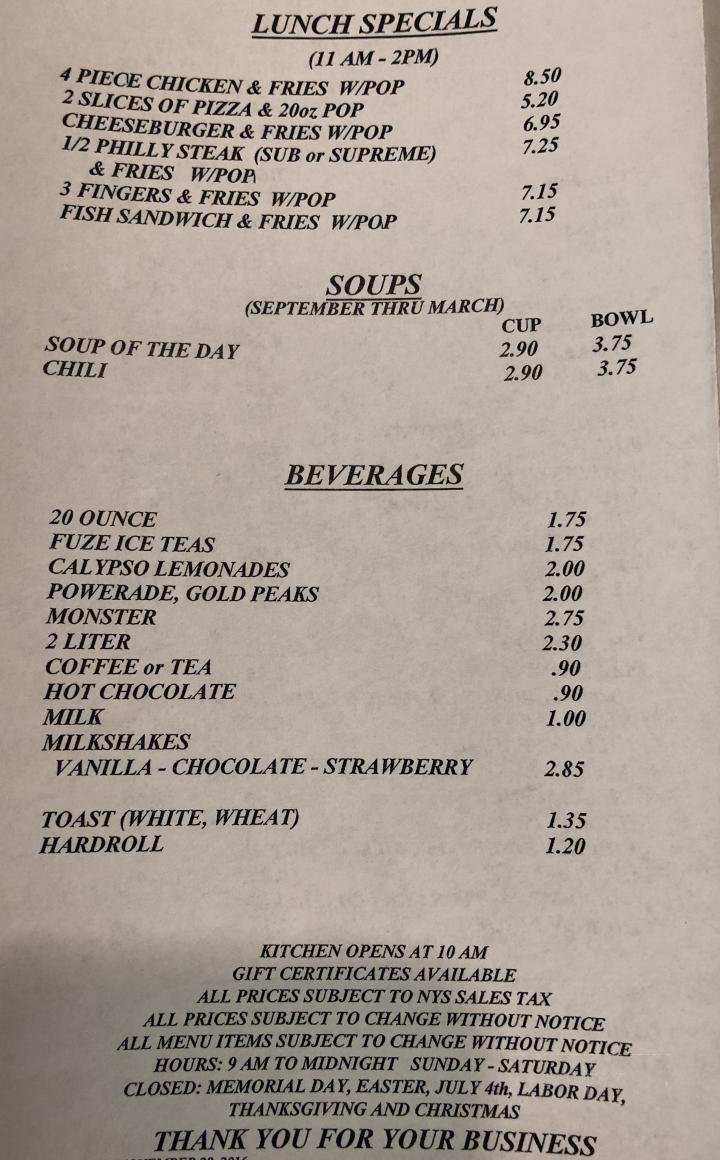 LUNCH SPECIALS
(11 AM - 2PM)
4 PIECE CHICKEN & FRIES W/POP 8.50
2 SLICES OF PIZZA & 20oz POP 5.20
CHEESEBURGER & FRIES W/POP 6.95
1/2 PHILLY STEAK (SUB or SUPREME) 7.25
& FRIES W/POP\
3 FINGERS & FRIES W/POP 7.15
FISH SANDWICH & FRIES W/POP 7.15
SOUPS
(SEPTEMBER THRU MARCH)
CUP BOWL
SOUP OF THE DAY 2.90 3.75
CHILI 2.90 3.75
BEVERAGES
20 OUNCE 1.75
FUZE ICE TEAS 1.75
CALYPSO LEMONADES 2.00
POWERADE, GOLD PEAKS 2.00
MONSTER 2.75
2 LITER 2.30
COFFEE or TEA .90
HOT CHOCOLATE .90
MILK 1.00
MILKSHAKES
VANILLA - CHOCOLATE - STRAWBERRY 2.85
TOAST (WHITE, WHEAT) 1.35
HARDROLL 1.20
KITCHEN OPENS AT 10 AM
GIFT CERTIFICATES AVAILABLE
ALL PRICES SUBJECT TO NYS SALES TAX
ALL PRICES SUBJECT TO CHANGE WITHOUT NOTICE
ALL MENU ITEMS SUBJECT TO CHANGE WITHOUT NOTICE
HOURS: 9 AM TO MIDNIGHT SUNDAY - SATURDAY
CLOSED: MEMORIAL DAY, EASTER, JULY 4th, LABOR DAY,
THANKSGIVING AND CHRISTMAS
THANK YOU FOR YOUR BUSINESS